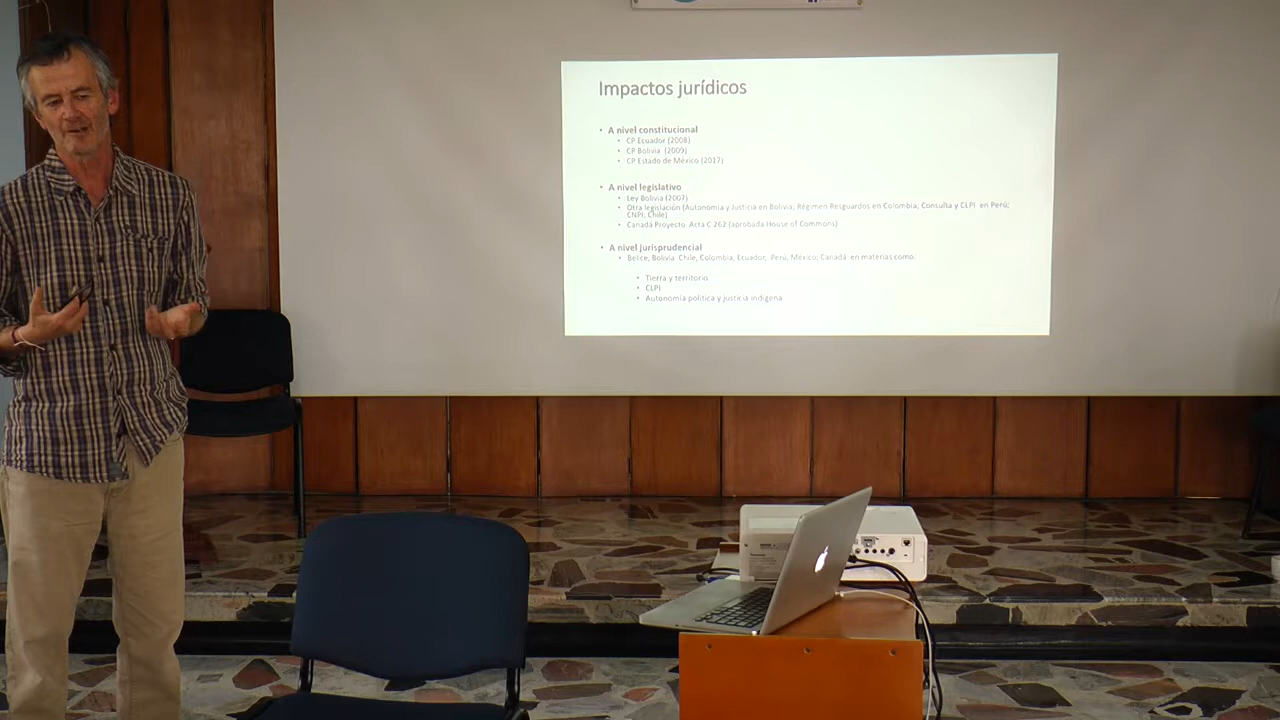 Impactos jurídicos
• A nivel constitucional
• CP Ecuador (2008)
• CP Bolivia (2009)
• CP Estado de México (2017)
• A nivel legislativo
• Ley Bolivia (2007)
• Otra legislación (Autonomía y Justicia en Bolivia; Régimen Resguardos en Colombia; Consulta y CLPI en Perú;
CNPI; Chile)
• Canadá Proyecto Acta C 262 (aprobada House of Commons)
• A nivel jurisprudencial
• Belice, Bolivia Chile, Colombia, Ecuador, Perú, México, Canadá en materias como:
• Tierra y territorio
• CLPI
• Autonomía política y justicia indígena